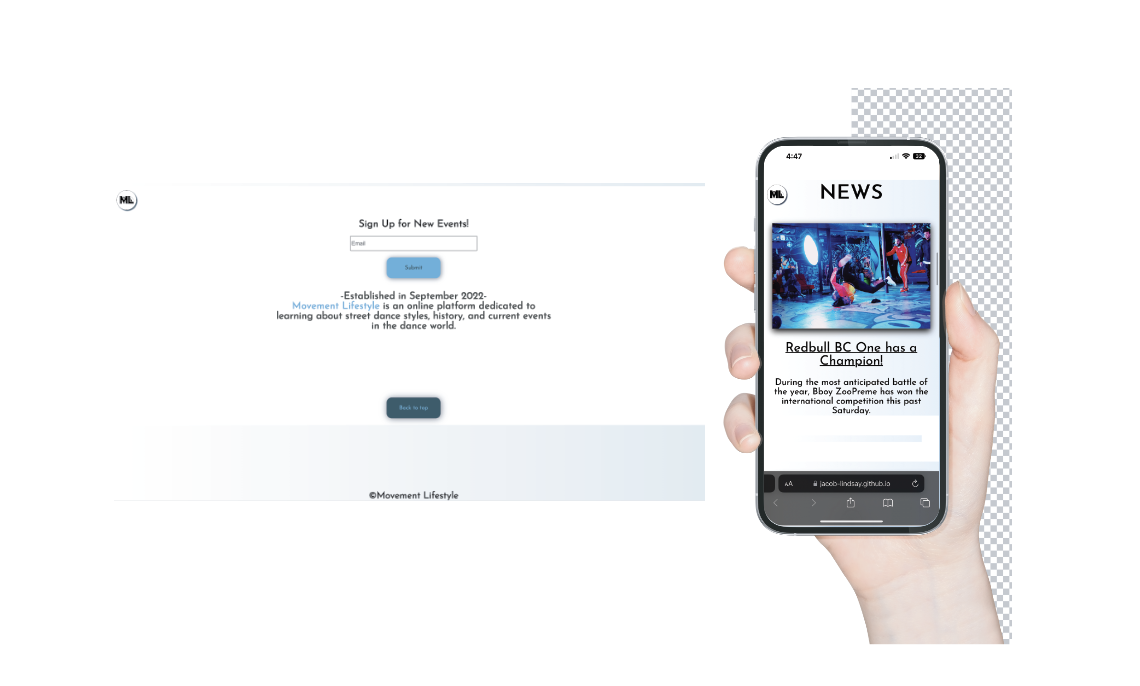 ML
Sign Up for New Events!
Email
Submit
-Established in September 2022-
Movement Lifestyle is an online platform dedicated to
learning about street dance styles, history, and current events
in the dance world.
Back to top
©Movement Lifestyle
4:47
22
ML
NEWS
Redbull BC One has a
Champion!
During the most anticipated battle of
the year, Bboy ZooPreme has won the
international competition this past
Saturday.
AA jacob-lindsay.github.io